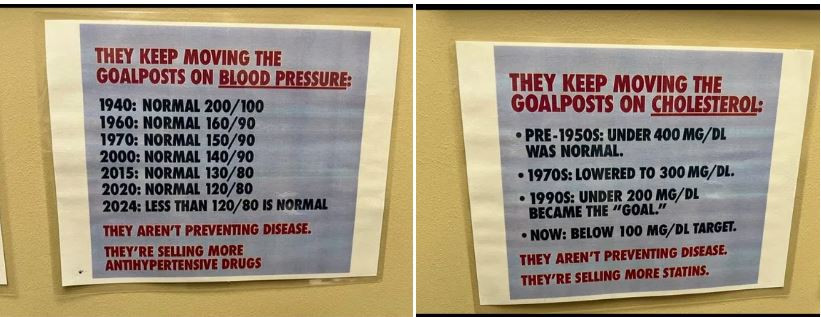 THEY KEEP MOVING THE
GOALPOSTS ON BLOOD PRESSURE:
1940: NORMAL 200/100
1960: NORMAL 160/90
1970: NORMAL 150/90
2000: NORMAL 140/90
2015: NORMAL 130/80
2020: NORMAL 120/80
2024: LESS THAN 120/80 IS NORMAL
THEY AREN'T PREVENTING DISEASE.
THEY'RE SELLING MORE
ANTIHYPERTENSIVE DRUGS
THEY KEEP MOVING THE
GOALPOSTS ON CHOLESTEROL:
• PRE-1950S: UNDER 400 MG/DL
WAS NORMAL.
• 1970S: LOWERED TO 300 MG/DL.
• 1990S: UNDER 200 MG/DL
BECAME THE "GOAL."
• NOW: BELOW 100 MG/DL TARGET.
THEY AREN'T PREVENTING DISEASE.
THEY'RE SELLING MORE STATINS.